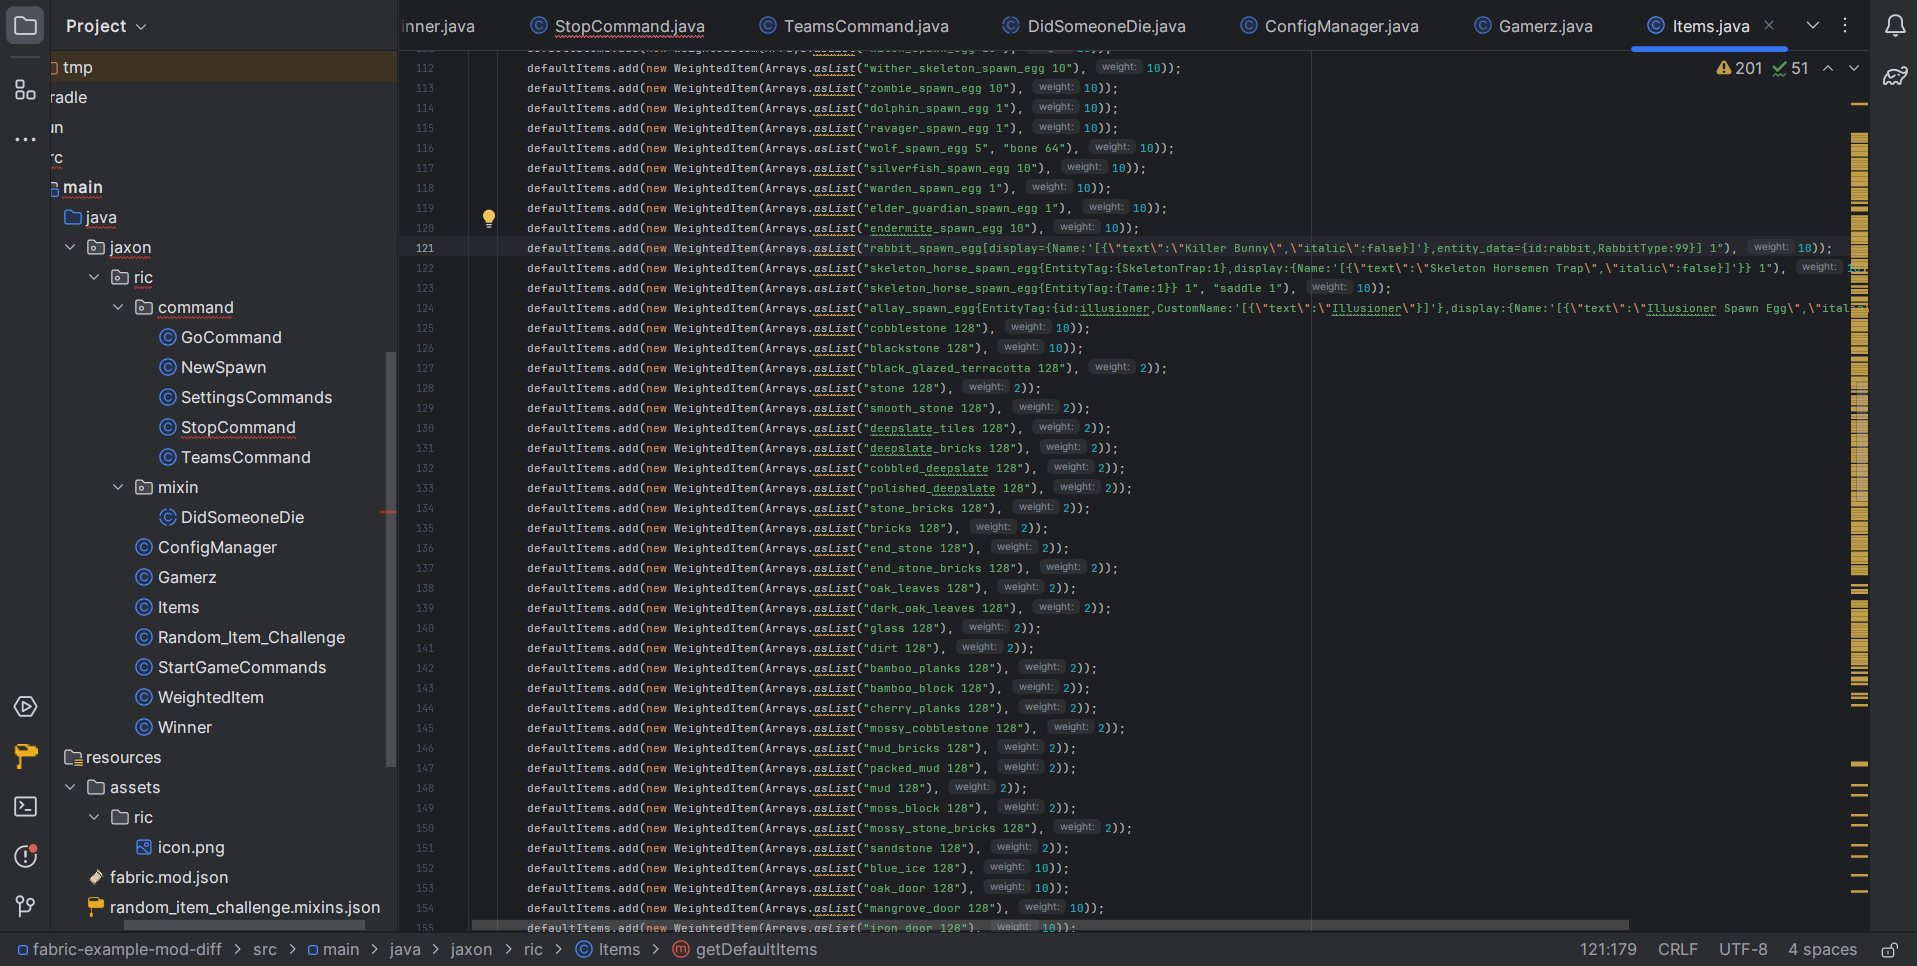 Project
inner.java
StopCommand.java
TeamsCommand.java
DidSomeoneDie.java
ConfigManager.java
Gamerz.java
Items.java
201
51
tmp
radle
un
rc
main
java
jaxon
ric
command
GoCommand
NewSpawn
SettingsCommands
StopCommand
TeamsCommand
mixin
DidSomeoneDie
ConfigManager
Gamerz
Items
Random_Item_Challenge
StartGameCommands
WeightedItem
Winner
resources
assets
ric
icon.png
fabric.mod.json
random_item_challenge.mixins.json
112 defaultItems.add(new WeightedItem(Arrays.asList("wither_skeleton_spawn_egg 10"), weight: 10));
113 defaultItems.add(new WeightedItem(Arrays.asList("zombie_spawn_egg 10"), weight: 10));
114 defaultItems.add(new WeightedItem(Arrays.asList("dolphin_spawn_egg 1"), weight: 10));
115 defaultItems.add(new WeightedItem(Arrays.asList("ravager_spawn_egg 1"), weight: 10));
116 defaultItems.add(new WeightedItem(Arrays.asList("wolf_spawn_egg 5", "bone 64"), weight: 10));
117 defaultItems.add(new WeightedItem(Arrays.asList("silverfish_spawn_egg 10"), weight: 10));
118 defaultItems.add(new WeightedItem(Arrays.asList("warden_spawn_egg 1"), weight: 10));
119 defaultItems.add(new WeightedItem(Arrays.asList("elder_guardian_spawn_egg 1"), weight: 10));
120 defaultItems.add(new WeightedItem(Arrays.asList("endermite_spawn_egg 10"), weight: 10));
121 defaultItems.add(new WeightedItem(Arrays.asList("rabbit_spawn_egg[display={Name:'[{\"text\":\"Killer Bunny\",\"italic\":false}]'},entity_data={id:rabbit,RabbitType:99}] 1"), weight: 10));
122 defaultItems.add(new WeightedItem(Arrays.asList("skeleton_horse_spawn_egg{EntityTag:{SkeletonTrap:1},display:{Name:'[{\"text\":\"Skeleton Horsemen Trap\",\"italic\":false}]'}} 1"), weight:
123 defaultItems.add(new WeightedItem(Arrays.asList("skeleton_horse_spawn_egg{EntityTag:{Tame:1}} 1", "saddle 1"), weight: 10));
124 defaultItems.add(new WeightedItem(Arrays.asList("allay_spawn_egg{EntityTag:{id:illusioner,CustomName:'[{\"text\":\"Illusioner\"}]'},display:{Name:'[{\"text\":\"Illusioner Spawn Egg\",\"ital
125 defaultItems.add(new WeightedItem(Arrays.asList("cobblestone 128"), weight: 10));
126 defaultItems.add(new WeightedItem(Arrays.asList("blackstone 128"), weight: 10));
127 defaultItems.add(new WeightedItem(Arrays.asList("black_glazed_terracotta 128"), weight: 2));
128 defaultItems.add(new WeightedItem(Arrays.asList("stone 128"), weight: 2));
129 defaultItems.add(new WeightedItem(Arrays.asList("smooth_stone 128"), weight: 2));
130 defaultItems.add(new WeightedItem(Arrays.asList("deepslate_tiles 128"), weight: 2));
131 defaultItems.add(new WeightedItem(Arrays.asList("deepslate_bricks 128"), weight: 2));
132 defaultItems.add(new WeightedItem(Arrays.asList("cobbled_deepslate 128"), weight: 2));
133 defaultItems.add(new WeightedItem(Arrays.asList("polished_deepslate 128"), weight: 2));
134 defaultItems.add(new WeightedItem(Arrays.asList("stone_bricks 128"), weight: 2));
135 defaultItems.add(new WeightedItem(Arrays.asList("bricks 128"), weight: 2));
136 defaultItems.add(new WeightedItem(Arrays.asList("end_stone 128"), weight: 2));
137 defaultItems.add(new WeightedItem(Arrays.asList("end_stone_bricks 128"), weight: 2));
138 defaultItems.add(new WeightedItem(Arrays.asList("oak_leaves 128"), weight: 2));
139 defaultItems.add(new WeightedItem(Arrays.asList("dark_oak_leaves 128"), weight: 2));
140 defaultItems.add(new WeightedItem(Arrays.asList("glass 128"), weight: 2));
141 defaultItems.add(new WeightedItem(Arrays.asList("dirt 128"), weight: 2));
142 defaultItems.add(new WeightedItem(Arrays.asList("bamboo_planks 128"), weight: 2));
143 defaultItems.add(new WeightedItem(Arrays.asList("bamboo_block 128"), weight: 2));
144 defaultItems.add(new WeightedItem(Arrays.asList("cherry_planks 128"), weight: 2));
145 defaultItems.add(new WeightedItem(Arrays.asList("mossy_cobblestone 128"), weight: 2));
146 defaultItems.add(new WeightedItem(Arrays.asList("mud_bricks 128"), weight: 2));
147 defaultItems.add(new WeightedItem(Arrays.asList("packed_mud 128"), weight: 2));
148 defaultItems.add(new WeightedItem(Arrays.asList("mud 128"), weight: 2));
149 defaultItems.add(new WeightedItem(Arrays.asList("moss_block 128"), weight: 2));
150 defaultItems.add(new WeightedItem(Arrays.asList("mossy_stone_bricks 128"), weight: 2));
151 defaultItems.add(new WeightedItem(Arrays.asList("sandstone 128"), weight: 2));
152 defaultItems.add(new WeightedItem(Arrays.asList("blue_ice 128"), weight: 10));
153 defaultItems.add(new WeightedItem(Arrays.asList("oak_door 128"), weight: 10));
154 defaultItems.add(new WeightedItem(Arrays.asList("mangrove_door 128"), weight: 10));
155 defaultItems.add(new WeightedItem(Arrays.asList("iron_door 128"), weight: 10));
fabric-example-mod-diff > src > main > java > jaxon > ric > Items > getDefaultItems
121:179 CRLF UTF-8 4 spaces